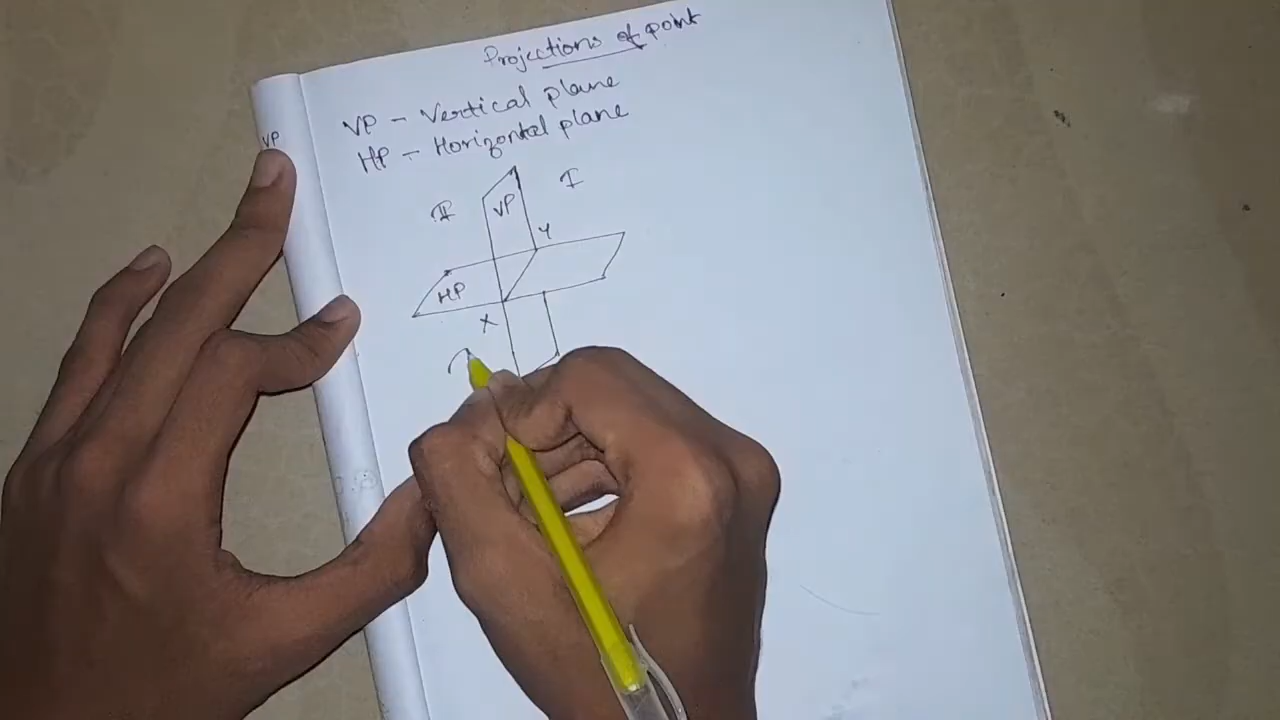 Projections of point
VP - Vertical plane
HP - Horizontal plane
VP
I
II
VP
Y
HP
X